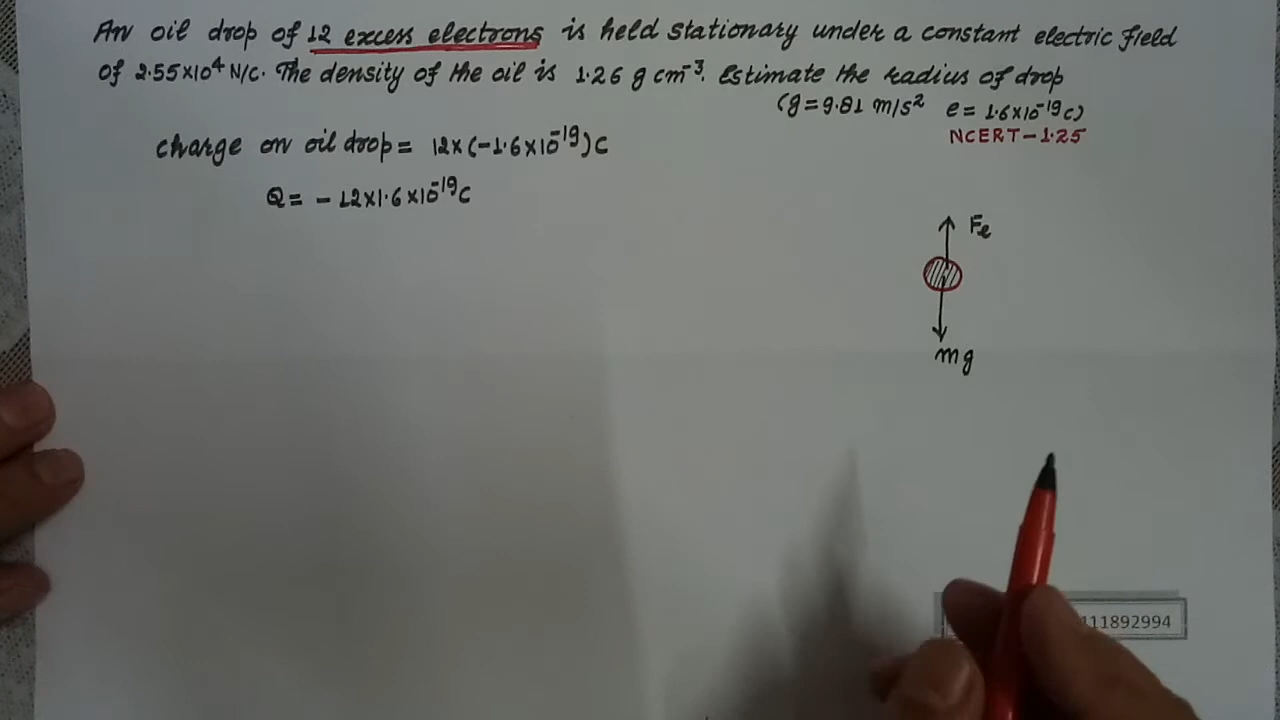 An oil drop of 12 excess electrons is held stationary under a constant electric field
of 2.55×10⁴ N/C. The density of the oil is 1.26 g cm⁻³. Estimate the radius of drop
(g = 9.81 m/s² e = 1.6×10⁻¹⁹C)
NCERT-1.25
charge on oil drop = 12×(-1.6×10⁻¹⁹)C
Q = - 12×1.6×10⁻¹⁹C
Fe
mg
111892994